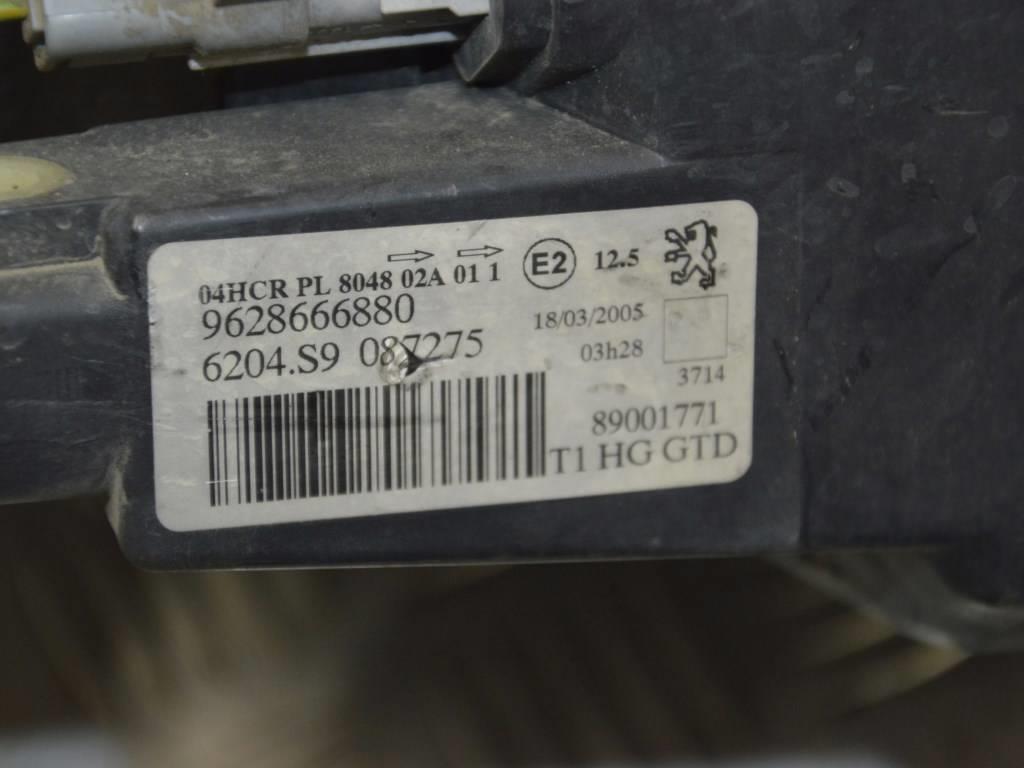 04HCR PL 8048 02A 01 1 E2 12.5
9628666880 18/03/2005
6204.S9 087275 03h28
3714
89001771
T1 HG GTD